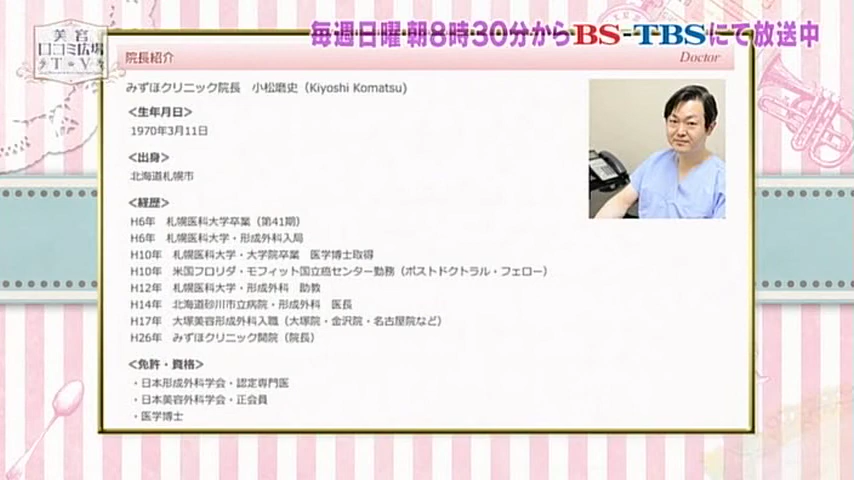 美容
口コミ広場
TV
毎週日曜 朝8時30分からBS-TBSにて放送中
院長紹介
Doctor
みずほクリニック院長 小松磨史（Kiyoshi Komatsu）
＜生年月日＞
1970年3月11日
＜出身＞
北海道札幌市
＜経歴＞
H6年 札幌医科大学卒業（第41期）
H6年 札幌医科大学・形成外科入局
H10年 札幌医科大学・大学院卒業 医学博士取得
H10年 米国フロリダ・モフィット国立癌センター勤務（ポストドクトラル・フェロー）
H12年 札幌医科大学・形成外科 助教
H14年 北海道砂川市立病院・形成外科 医長
H17年 大塚美容形成外科入職（大塚院・金沢院・名古屋院など）
H26年 みずほクリニック開院（院長）
＜免許・資格＞
・日本形成外科学会・認定専門医
・日本美容外科学会・正会員
・医学博士